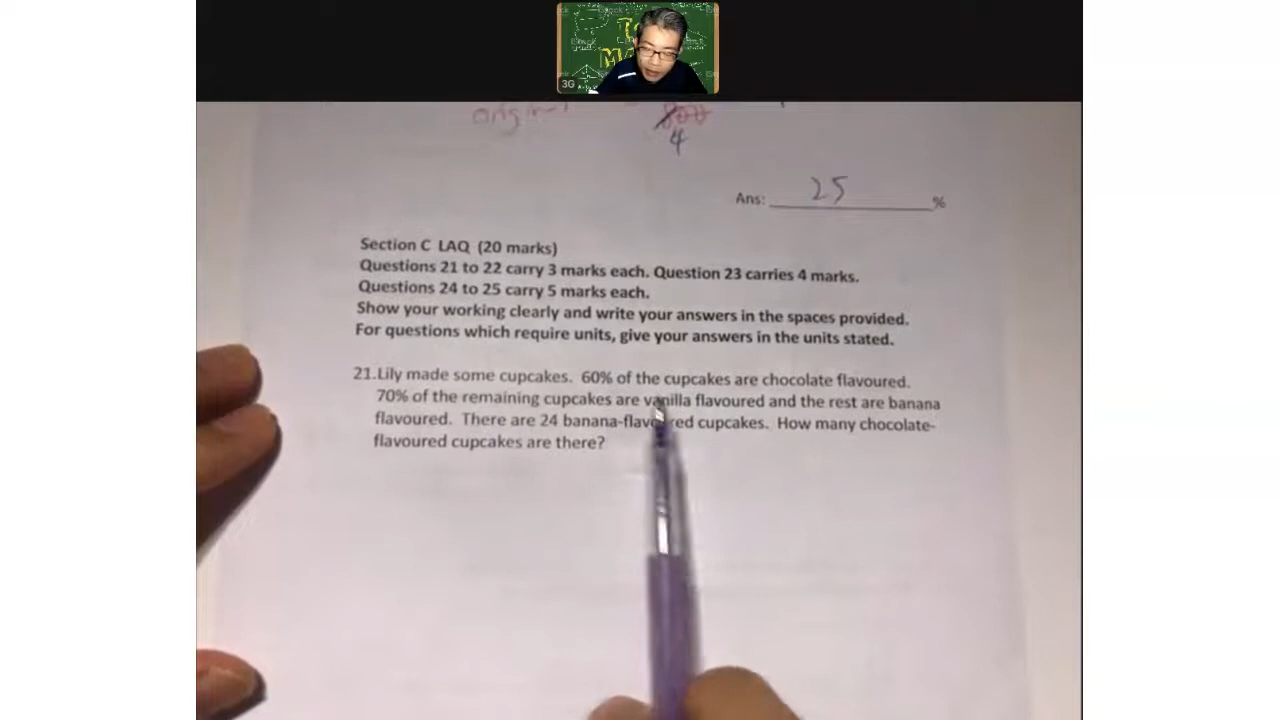 3G
original
800
4
Ans: 25 %
Section C LAQ (20 marks)
Questions 21 to 22 carry 3 marks each. Question 23 carries 4 marks.
Questions 24 to 25 carry 5 marks each.
Show your working clearly and write your answers in the spaces provided.
For questions which require units, give your answers in the units stated.
21.Lily made some cupcakes. 60% of the cupcakes are chocolate flavoured.
70% of the remaining cupcakes are vanilla flavoured and the rest are banana
flavoured. There are 24 banana-flavoured cupcakes. How many chocolate-
flavoured cupcakes are there?